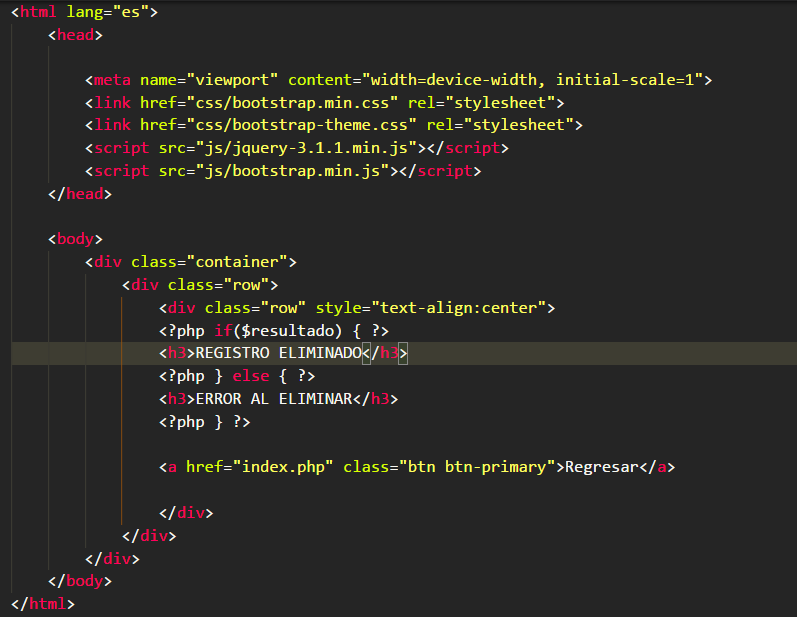 <html lang="es">
<head>
<meta name="viewport" content="width=device-width, initial-scale=1">
<link href="css/bootstrap.min.css" rel="stylesheet">
<link href="css/bootstrap-theme.css" rel="stylesheet">
<script src="js/jquery-3.1.1.min.js"></script>
<script src="js/bootstrap.min.js"></script>
</head>
<body>
<div class="container">
<div class="row">
<div class="row" style="text-align:center">
<?php if($resultado) { ?>
<h3>REGISTRO ELIMINADO</h3>
<?php } else { ?>
<h3>ERROR AL ELIMINAR</h3>
<?php } ?>
<a href="index.php" class="btn btn-primary">Regresar</a>
</div>
</div>
</div>
</body>
</html>